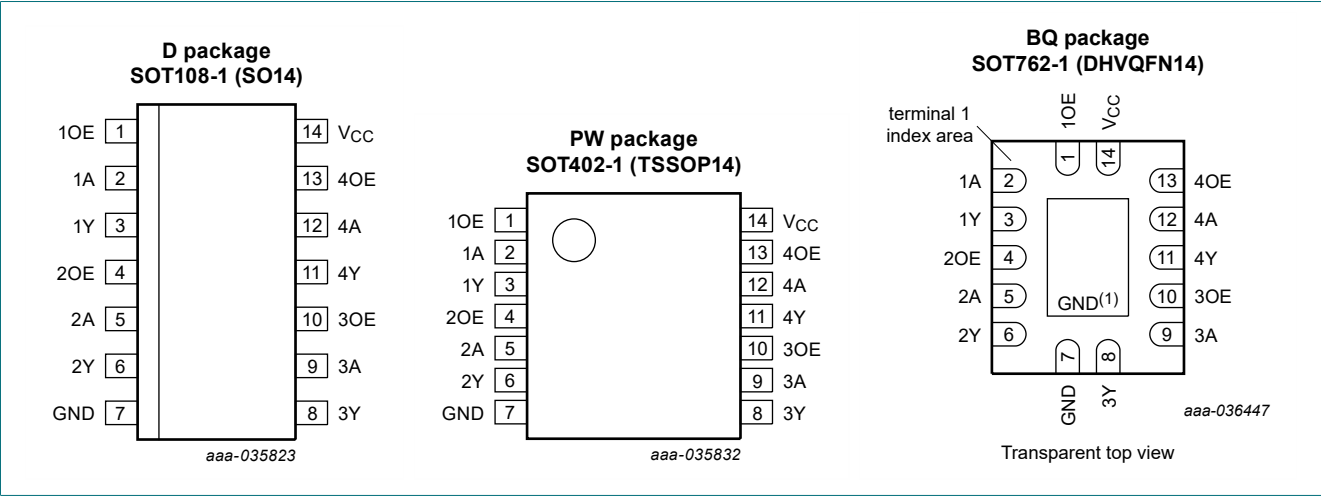 D package
SOT108-1 (SO14)
1OE 1
14 VCC
1A 2
13 4OE
1Y 3
12 4A
2OE 4
11 4Y
2A 5
10 3OE
2Y 6
9 3A
GND 7
8 3Y
aaa-035823
PW package
SOT402-1 (TSSOP14)
1OE 1
14 VCC
1A 2
13 4OE
1Y 3
12 4A
2OE 4
11 4Y
2A 5
10 3OE
2Y 6
9 3A
GND 7
8 3Y
aaa-035832
BQ package
SOT762-1 (DHVQFN14)
terminal 1
index area
1OE
VCC
1
14
1A 2
13 4OE
1Y 3
12 4A
2OE 4
11 4Y
2A 5
10 3OE
2Y 6
9 3A
GND(1)
7
8
GND
3Y
aaa-036447
Transparent top view